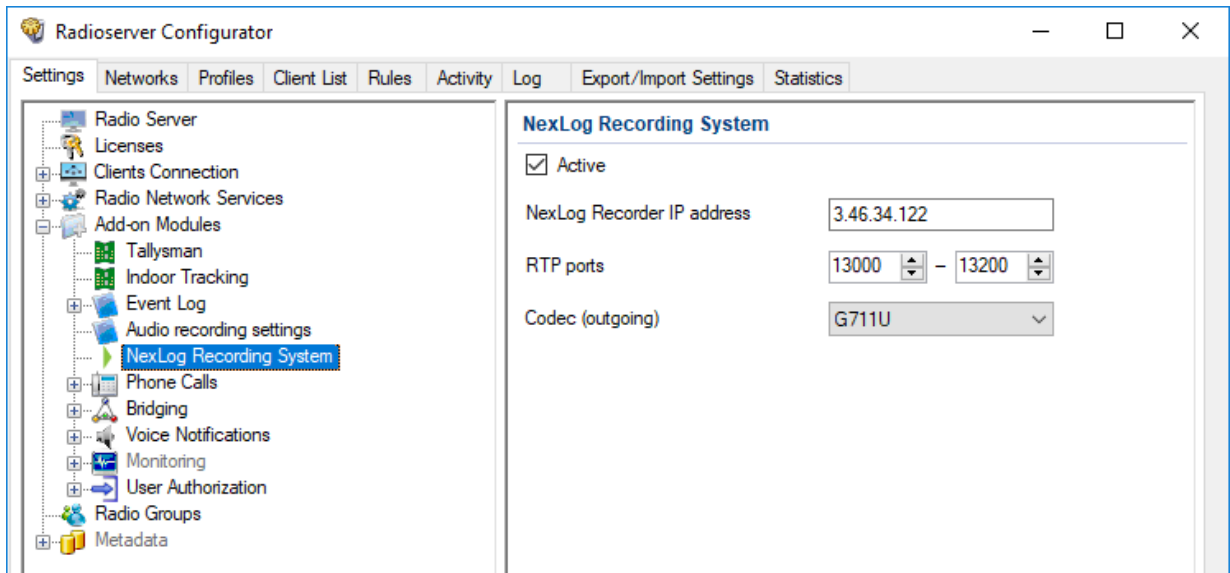 Radioserver Configurator
Settings Networks Profiles Client List Rules Activity Log Export/Import Settings Statistics
Radio Server
Licenses
Clients Connection
Radio Network Services
Add-on Modules
Tallysman
Indoor Tracking
Event Log
Audio recording settings
NexLog Recording System
Phone Calls
Bridging
Voice Notifications
Monitoring
User Authorization
Radio Groups
Metadata
NexLog Recording System
Active
NexLog Recorder IP address 3.46.34.122
RTP ports 13000 – 13200
Codec (outgoing) G711U